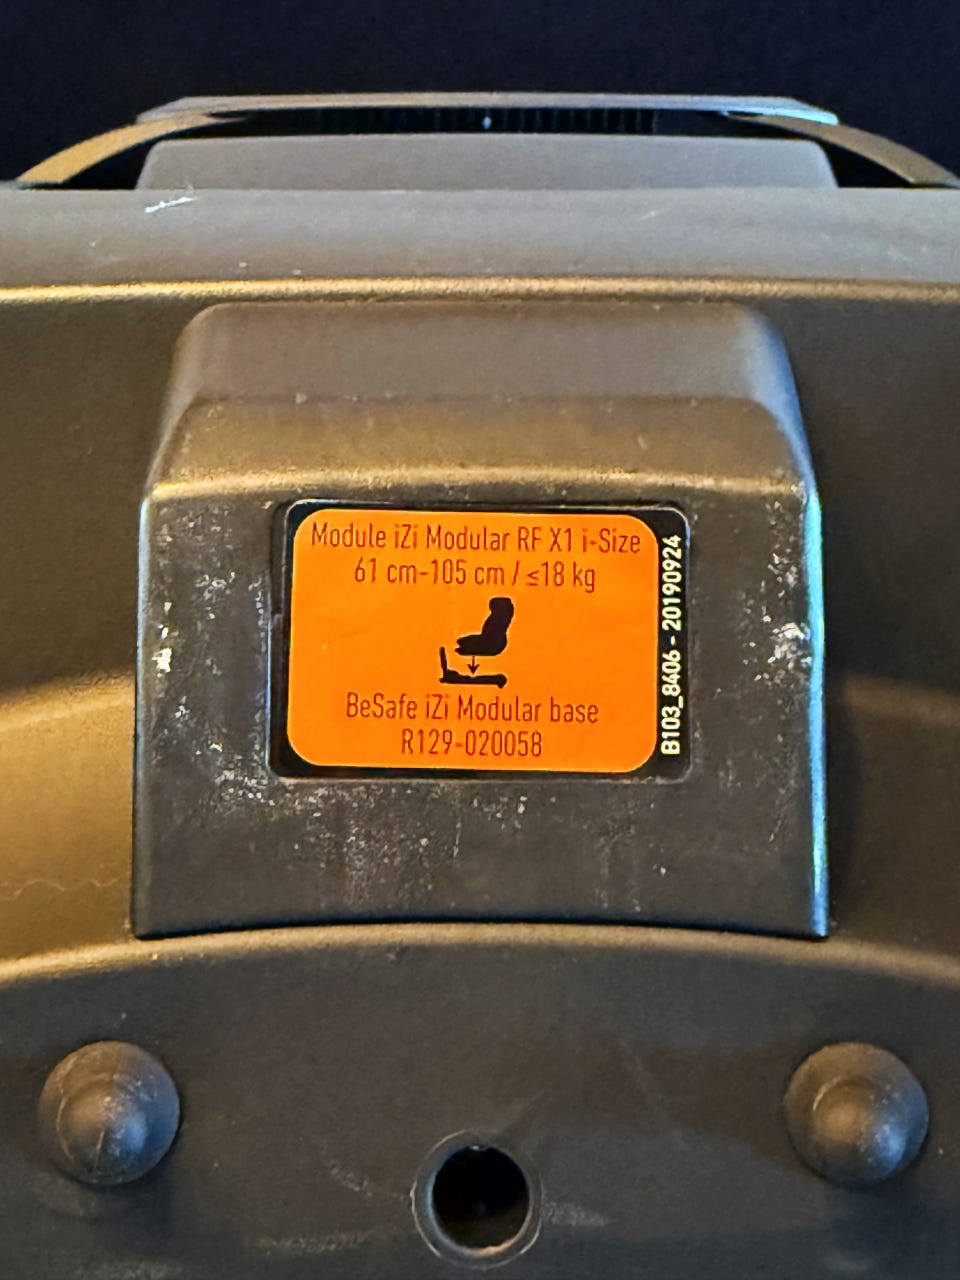 Module iZi Modular RF X1 i-Size
61 cm-105 cm / ≤18 kg
BeSafe iZi Modular base
R129-020058
B103_8406 - 20190924